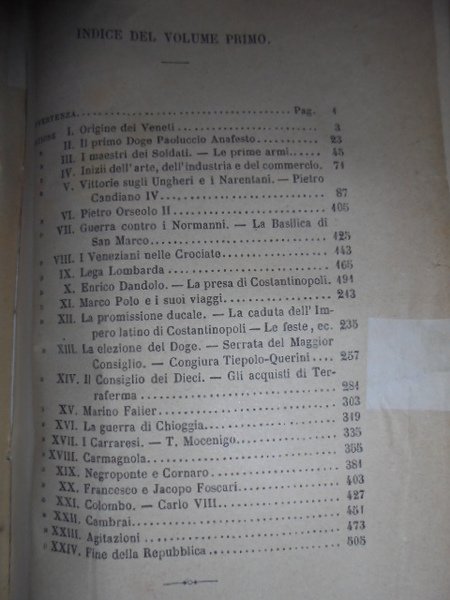 INDICE DEL VOLUME PRIMO.
VERTENZA. Pag. 1
I. Origine dei Veneti 3
» II. Il primo Doge Paoluccio Anafesto 23
» III. I maestri dei Soldati. — Le prime armi 45
» IV. Inizii dell'arte, dell'industria e del commercio. 71
» V. Vittorie sugli Ungheri e i Narentani. — Pietro
Candiano IV 87
» VI. Pietro Orseolo II 105
» VII. Guerra contro i Normanni. — La Basilica di
San Marco 125
» VIII. I Veneziani nelle Crociate 143
» IX. Lega Lombarda 165
» X. Enrico Dandolo. — La presa di Costantinopoli. 191
» XI. Marco Polo e i suoi viaggi 213
» XII. La promissione ducale. — La caduta dell'Im-
pero latino di Costantinopoli — Le feste, ec. 235
» XIII. La elezione del Doge. — Serrata del Maggior
Consiglio. — Congiura Tiepolo-Querini 257
» XIV. Il Consiglio dei Dieci. — Gli acquisti di Ter-
raferma 281
» XV. Marino Falier 303
» XVI. La guerra di Chioggia 319
» XVII. I Carraresi. — T. Mocenigo 335
» XVIII. Carmagnola 355
» XIX. Negroponte e Cornaro 381
» XX. Francesco e Jacopo Foscari 403
» XXI. Colombo. — Carlo VIII 427
» XXII. Cambrai 451
» XXIII. Agitazioni 473
» XXIV. Fine della Repubblica 505